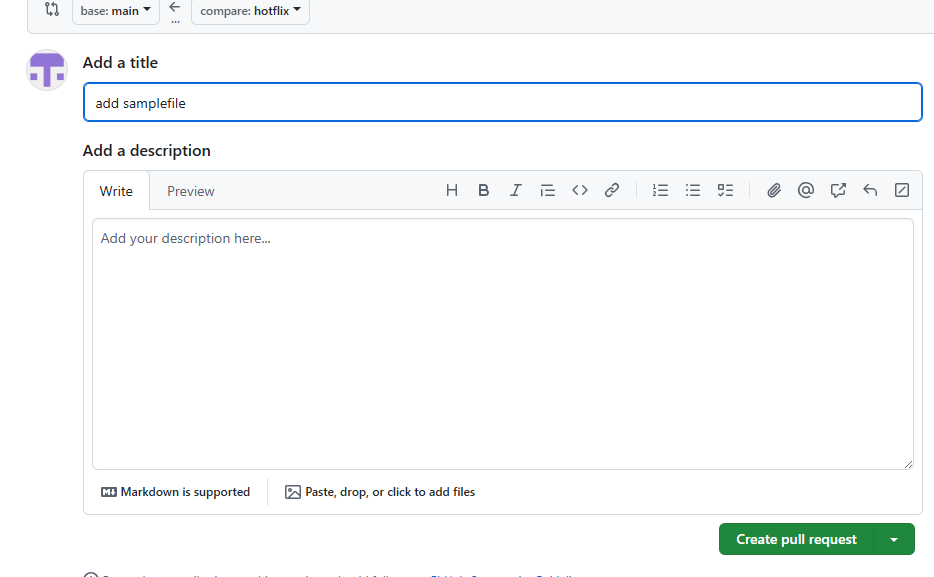 base: main
...
compare: hotflix
Add a title
add samplefile
Add a description
Write Preview
Add your description here...
Markdown is supported
Paste, drop, or click to add files
Create pull request